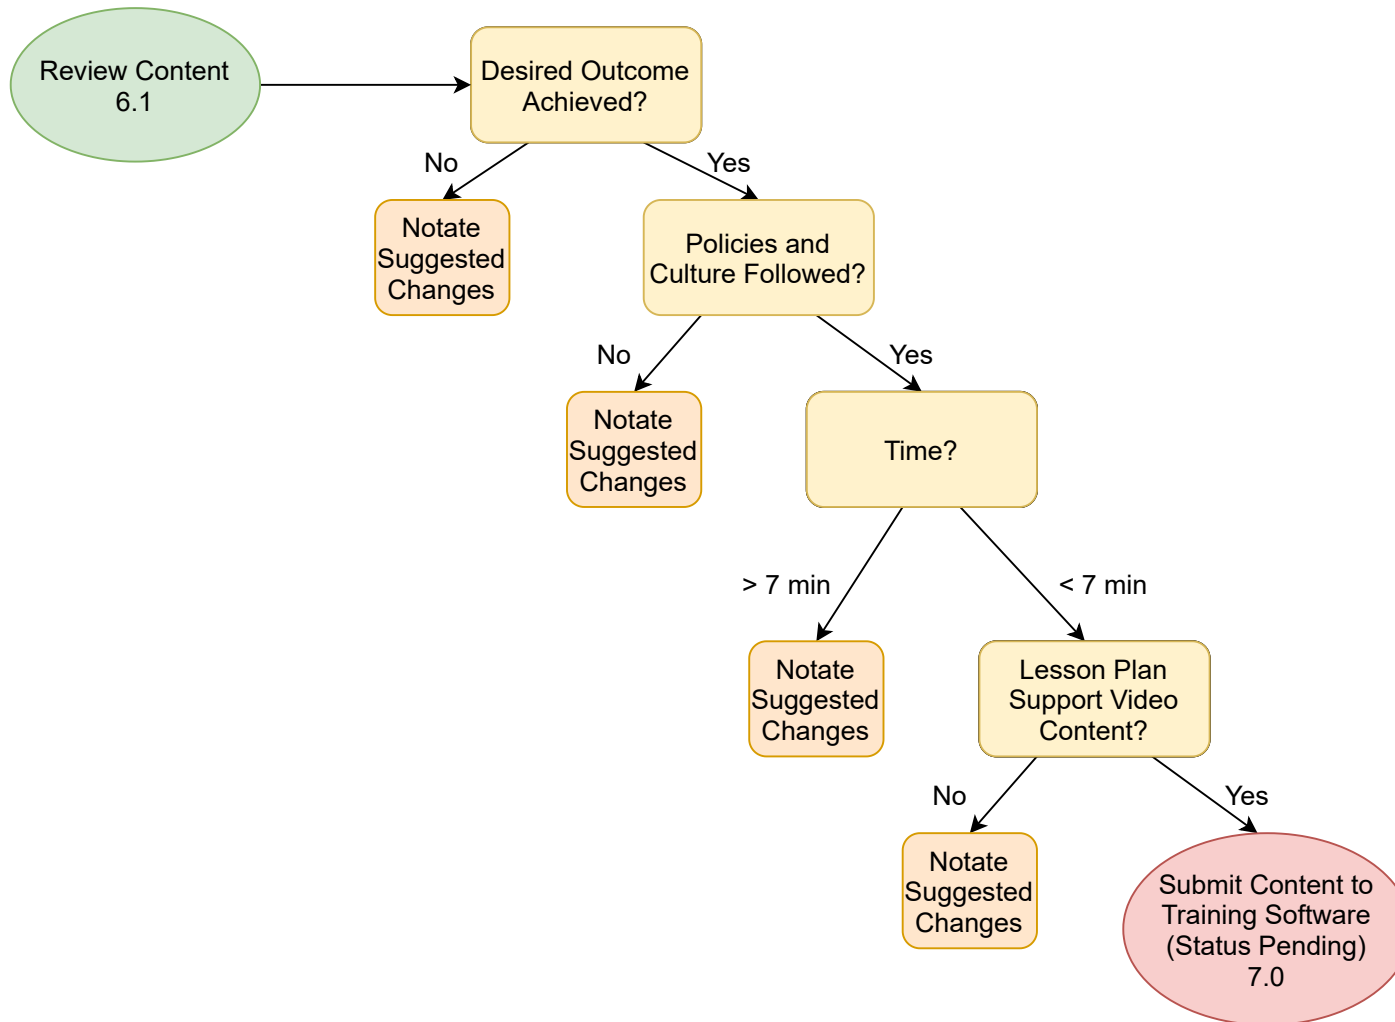 Review Content
6.1
Desired Outcome
Achieved?
No
Yes
Notate
Suggested
Changes
Policies and
Culture Followed?
No
Yes
Notate
Suggested
Changes
Time?
> 7 min
< 7 min
Notate
Suggested
Changes
Lesson Plan
Support Video
Content?
No
Yes
Notate
Suggested
Changes
Submit Content to
Training Software
(Status Pending)
7.0